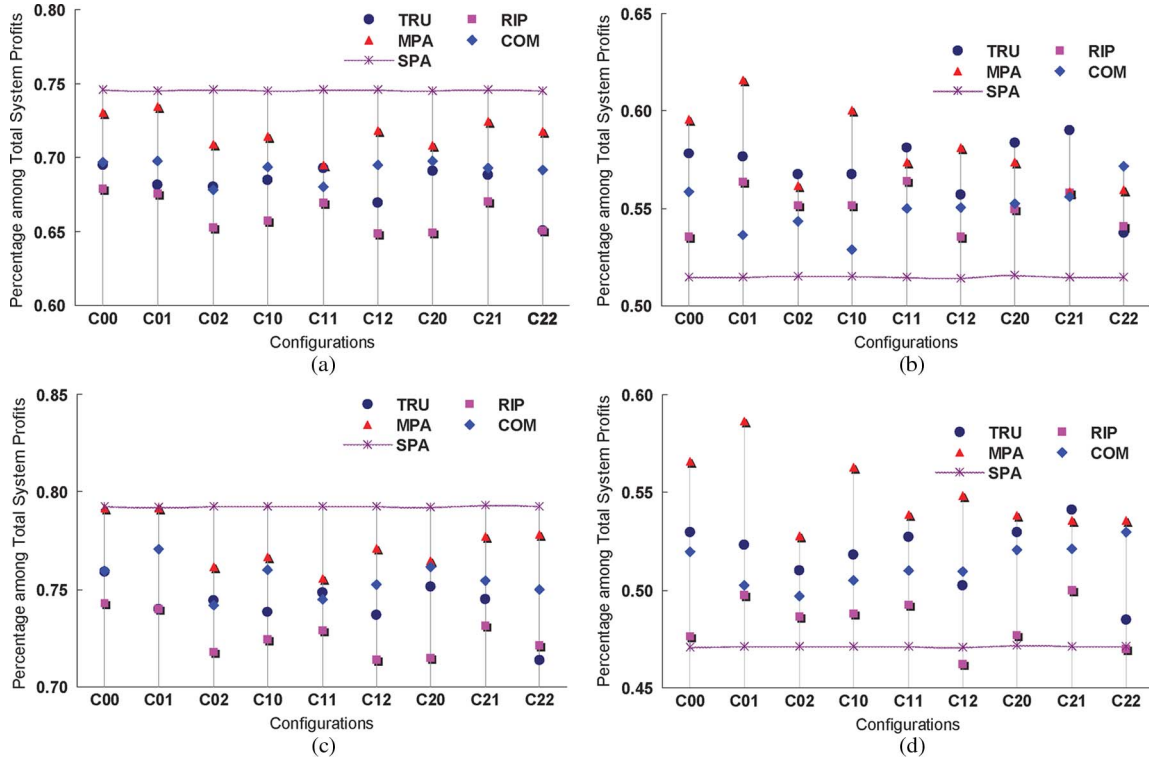 Percentage among Total System Profits
0.80
0.75
0.70
0.65
0.60
TRU
RIP
MPA
COM
SPA
C00 C01 C02 C10 C11 C12 C20 C21 C22
Configurations
(a)
Percentage among Total System Profits
0.65
0.60
0.55
0.50
TRU
RIP
MPA
COM
SPA
C00 C01 C02 C10 C11 C12 C20 C21 C22
Configurations
(b)
Percentage among Total System Profits
0.85
0.80
0.75
0.70
TRU
RIP
MPA
COM
SPA
C00 C01 C02 C10 C11 C12 C20 C21 C22
Configurations
(c)
Percentage among Total System Profits
0.60
0.55
0.50
0.45
TRU
RIP
MPA
COM
SPA
C00 C01 C02 C10 C11 C12 C20 C21 C22
Configurations
(d)